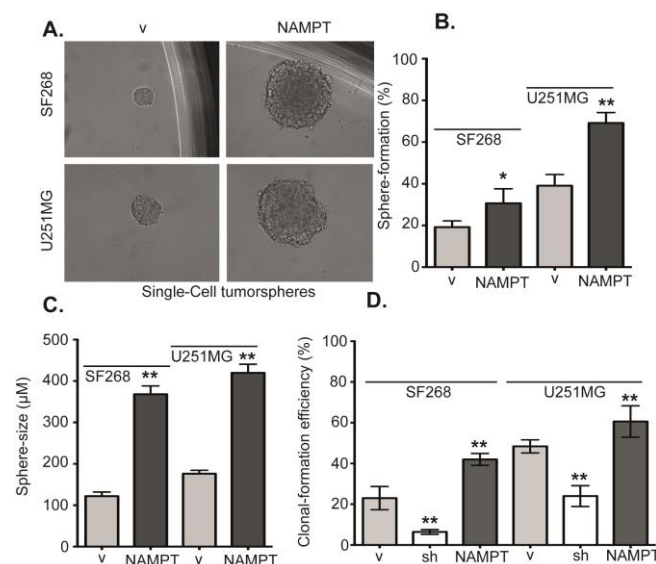 A.
v
NAMPT
SF268
U251MG
Single-Cell tumorspheres
B.
Sphere-formation (%)
100
80
60
40
20
0
SF268
U251MG
*
**
v
NAMPT
v
NAMPT
C.
Sphere-size (µM)
500
400
300
200
100
0
SF268
U251MG
**
**
v
NAMPT
v
NAMPT
D.
Clonal-formation efficiency (%)
100
80
60
40
20
0
SF268
U251MG
**
**
**
**
v
sh
NAMPT
v
sh
NAMPT